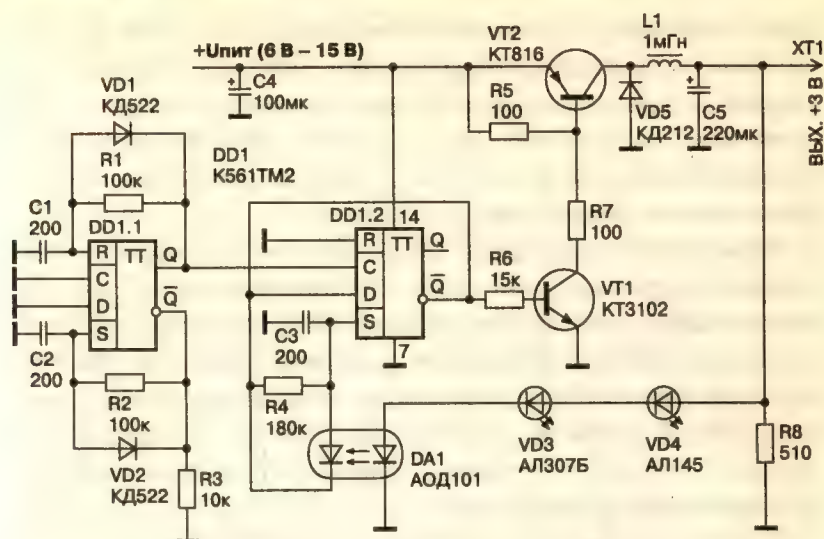 +Uпит (6 В – 15 В)
VT2
КТ816
L1
1мГн
XT1
C4
100мк
R5
100
VD5
КД212
C5
220мк
ВЫХ. +3 В
VD1
КД522
R1
100к
DD1
К561ТМ2
C1
200
DD1.1
R TT Q
C
D Q
S
C2
200
R2
100к
VD2
КД522
R3
10к
DD1.2
14
R TT Q
C
D Q
S
7
C3
200
R4
180к
R6
15к
R7
100
VT1
КТ3102
DA1
АОД101
VD3
АЛ307Б
VD4
АЛ145
R8
510